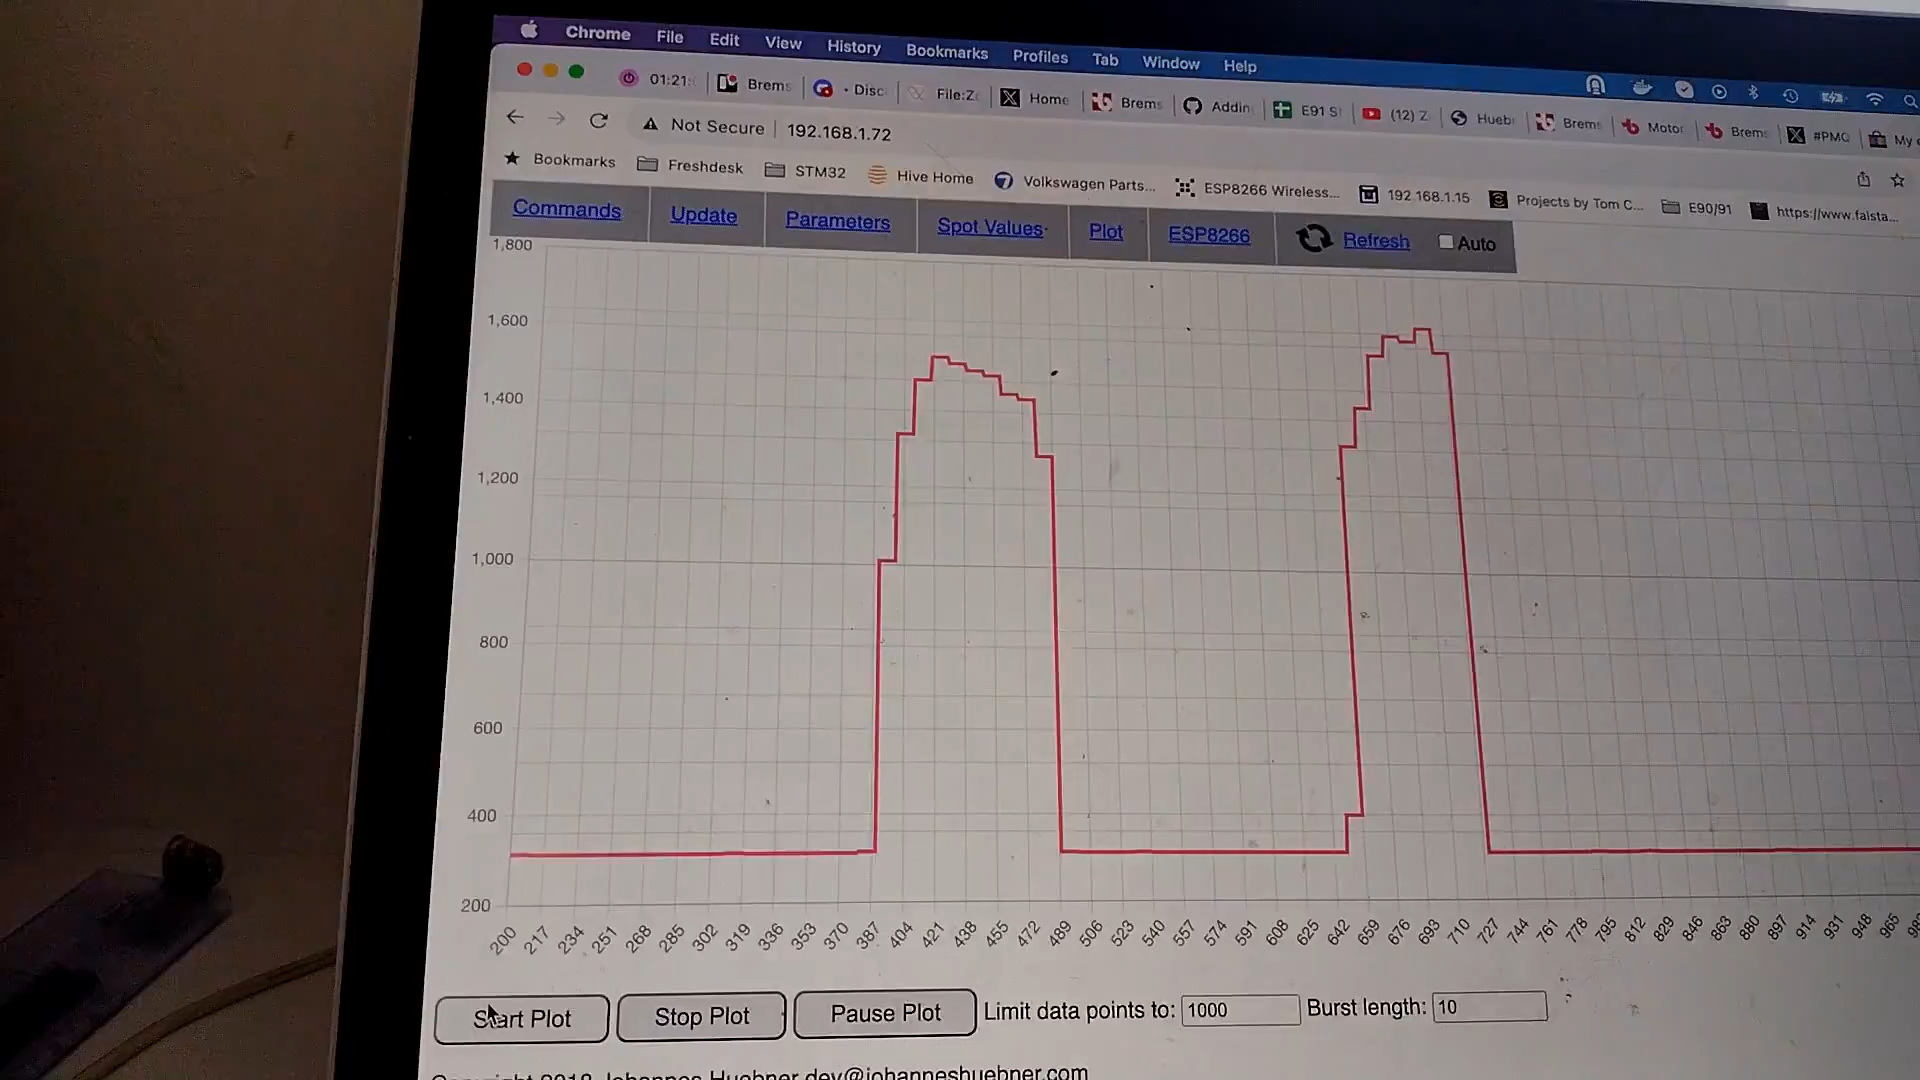 Chrome File Edit View History Bookmarks Profiles Tab Window Help
01:21: Brems Disc File:Z Home Brems Addin E91 S (12) Z Huebr Brems Motor Brems #PMC My
Not Secure 192.168.1.72
Bookmarks Freshdesk STM32 Hive Home Volkswagen Parts... ESP8266 Wireless... 192.168.1.15 Projects by Tom C... E90/91 https://www.falsta...
Commands Update Parameters Spot Values Plot ESP8266 Refresh Auto
1,800
1,600
1,400
1,200
1,000
800
600
400
200
200 217 234 251 268 285 302 319 336 353 370 387 404 421 438 455 472 489 506 523 540 557 574 591 608 625 642 659 676 693 710 727 744 761 778 795 812 829 846 863 880 897 914 931 948 965
Start Plot Stop Plot Pause Plot Limit data points to: 1000 Burst length: 10
Copyright 2018 Johannes Huebner dev@johanneshuebner.com